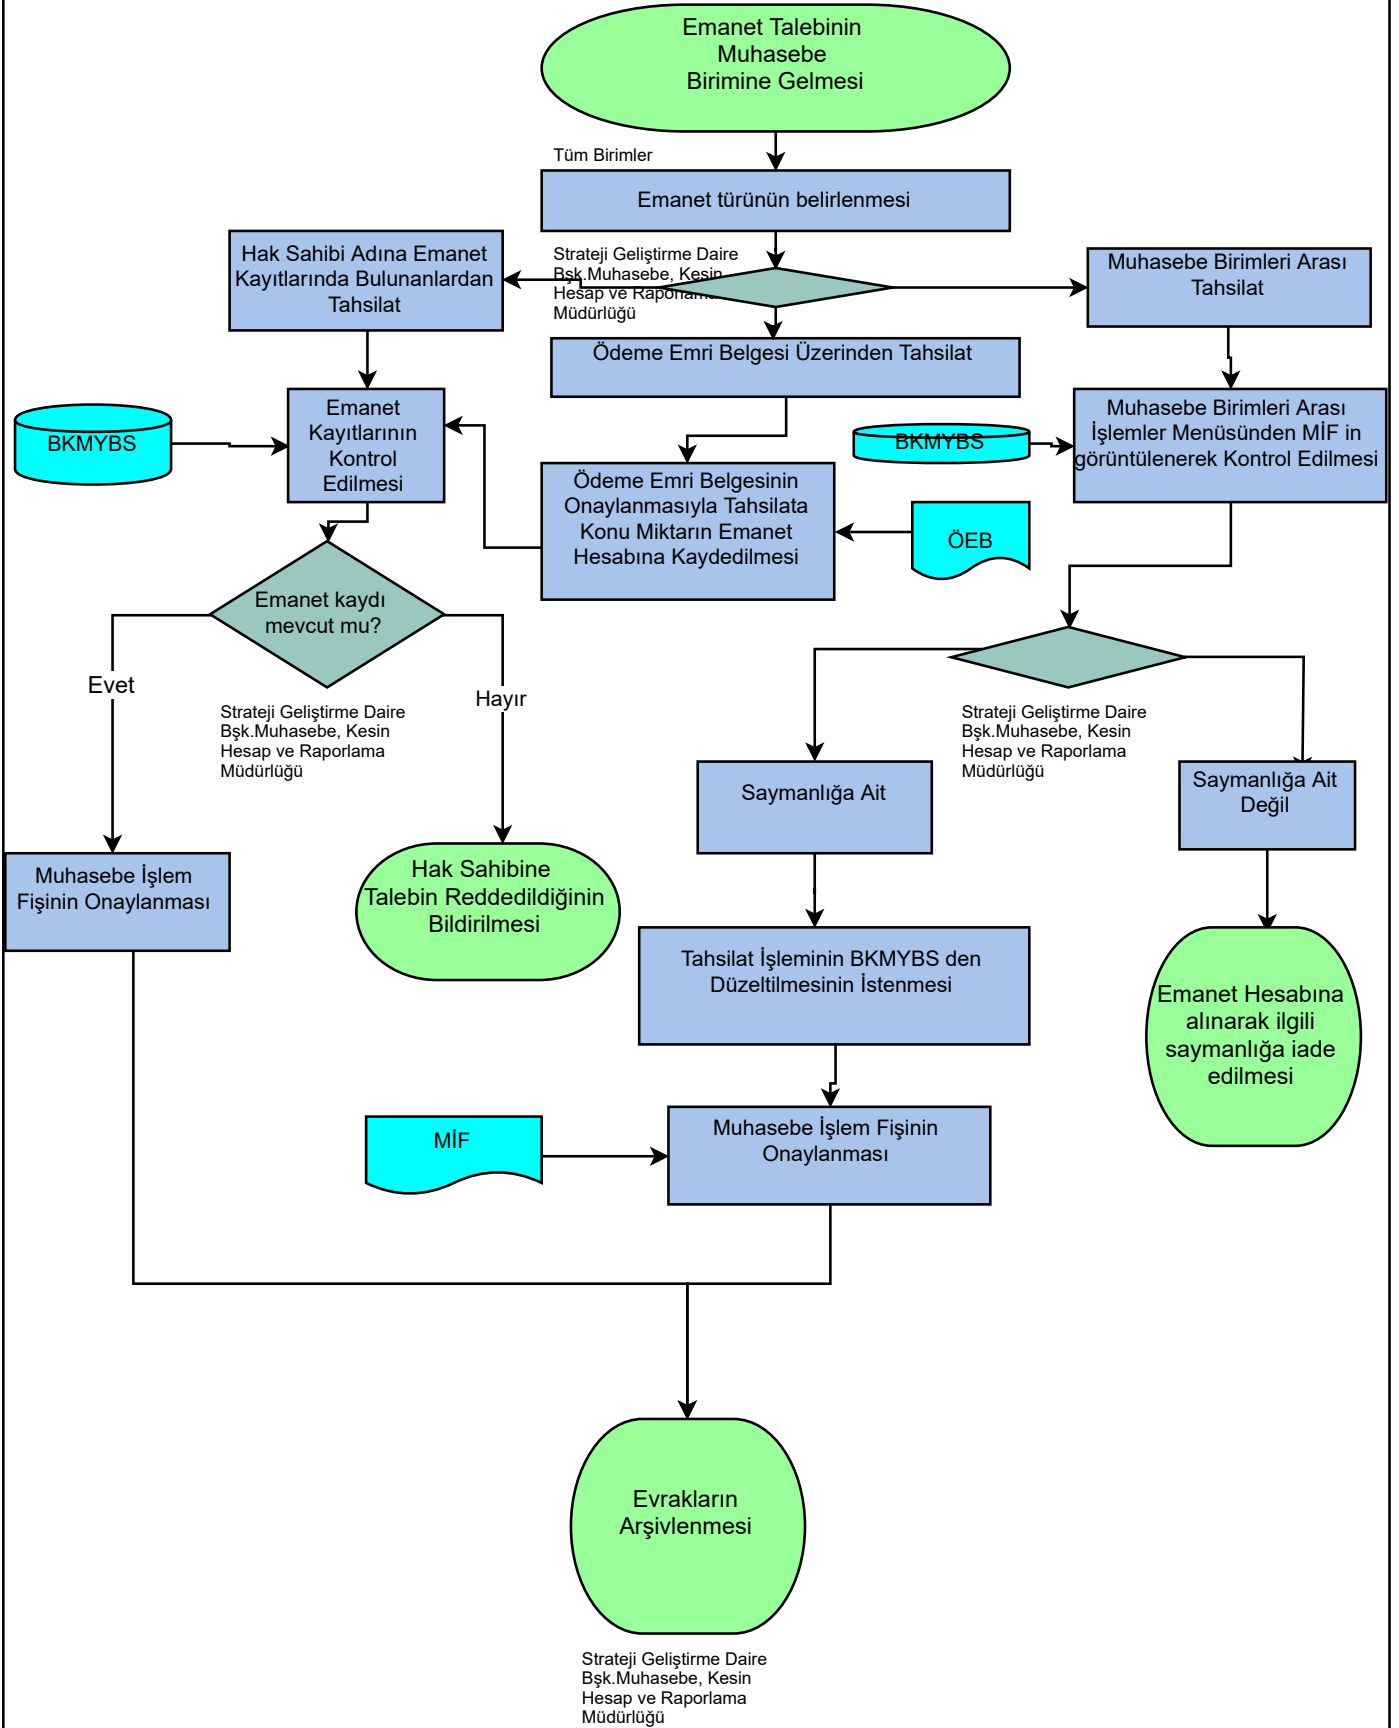 Emanet Talebinin
Muhasebe
Birimine Gelmesi
Tüm Birimler
Emanet türünün belirlenmesi
Hak Sahibi Adına Emanet
Kayıtlarında Bulunanlardan
Tahsilat
Strateji Geliştirme Daire
Bşk.Muhasebe, Kesin
Hesap ve Raporlama
Müdürlüğü
Muhasebe Birimleri Arası
Tahsilat
Ödeme Emri Belgesi Üzerinden Tahsilat
BKMYBS
Emanet
Kayıtlarının
Kontrol
Edilmesi
BKMYBS
Muhasebe Birimleri Arası
İşlemler Menüsünden MİF in
görüntülenerek Kontrol Edilmesi
Ödeme Emri Belgesinin
Onaylanmasıyla Tahsilata
Konu Miktarın Emanet
Hesabına Kaydedilmesi
ÖEB
Emanet kaydı
mevcut mu?
Evet
Hayır
Strateji Geliştirme Daire
Bşk.Muhasebe, Kesin
Hesap ve Raporlama
Müdürlüğü
Strateji Geliştirme Daire
Bşk.Muhasebe, Kesin
Hesap ve Raporlama
Müdürlüğü
Saymanlığa Ait
Saymanlığa Ait
Değil
Muhasebe İşlem
Fişinin Onaylanması
Hak Sahibine
Talebin Reddedildiğinin
Bildirilmesi
Tahsilat İşleminin BKMYBS den
Düzeltilmesinin İstenmesi
Emanet Hesabına
alınarak ilgili
saymanlığa iade
edilmesi
MİF
Muhasebe İşlem Fişinin
Onaylanması
Evrakların
Arşivlenmesi
Strateji Geliştirme Daire
Bşk.Muhasebe, Kesin
Hesap ve Raporlama
Müdürlüğü